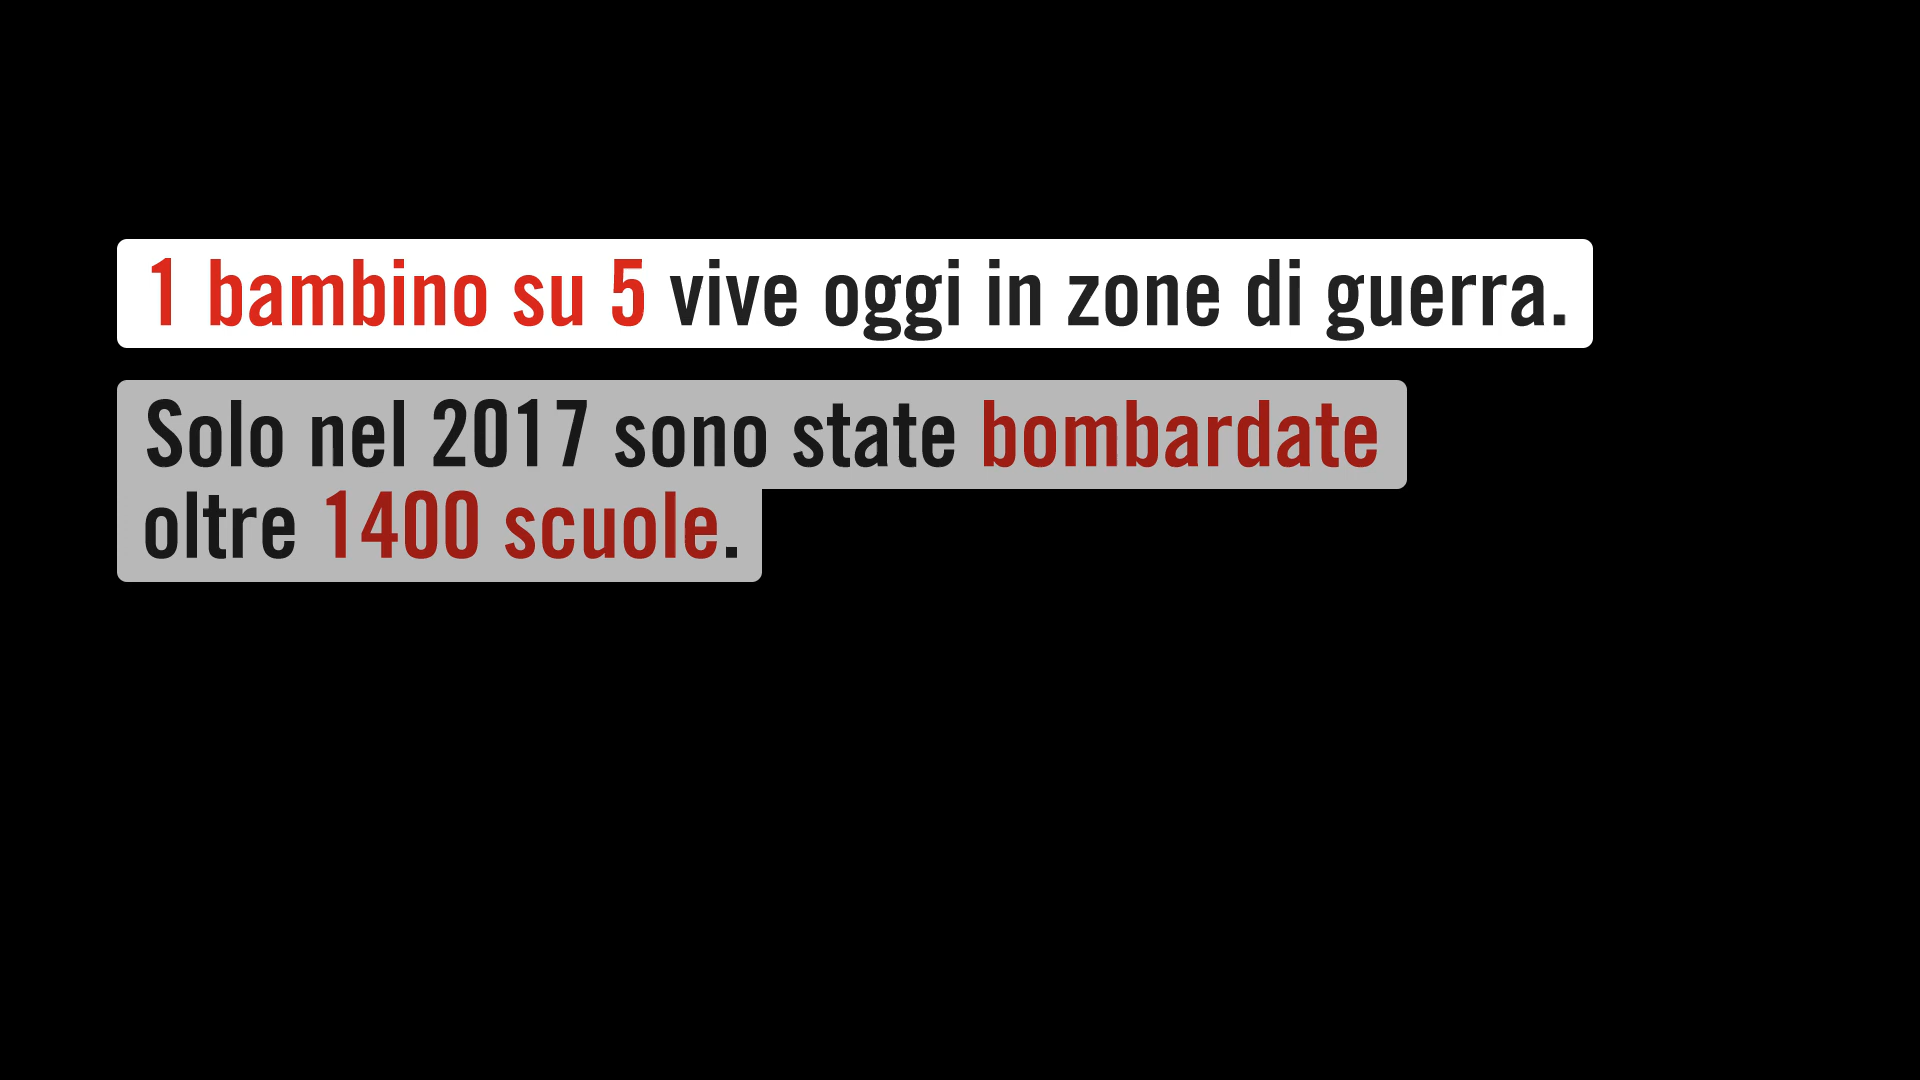 1 bambino su 5 vive oggi in zone di guerra.
Solo nel 2017 sono state bombardate
oltre 1400 scuole.